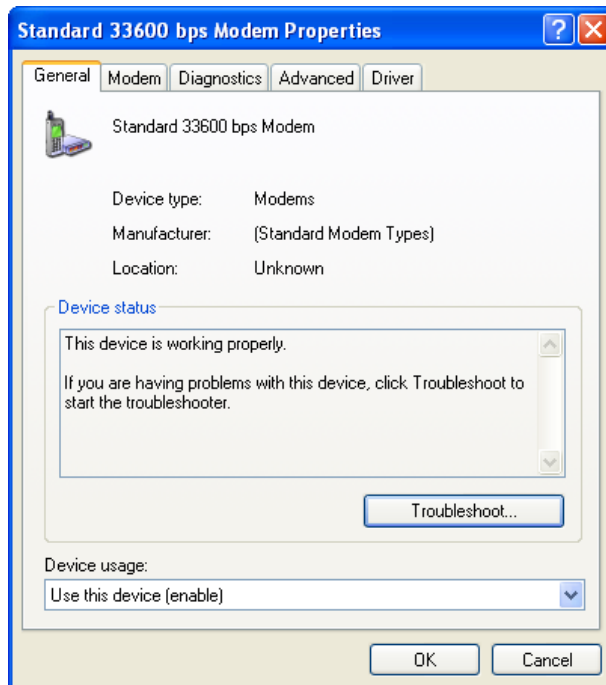 Standard 33600 bps Modem Properties
General Modem Diagnostics Advanced Driver
Standard 33600 bps Modem
Device type: Modems
Manufacturer: (Standard Modem Types)
Location: Unknown
Device status
This device is working properly.
If you are having problems with this device, click Troubleshoot to
start the troubleshooter.
Troubleshoot...
Device usage:
Use this device (enable)
OK Cancel